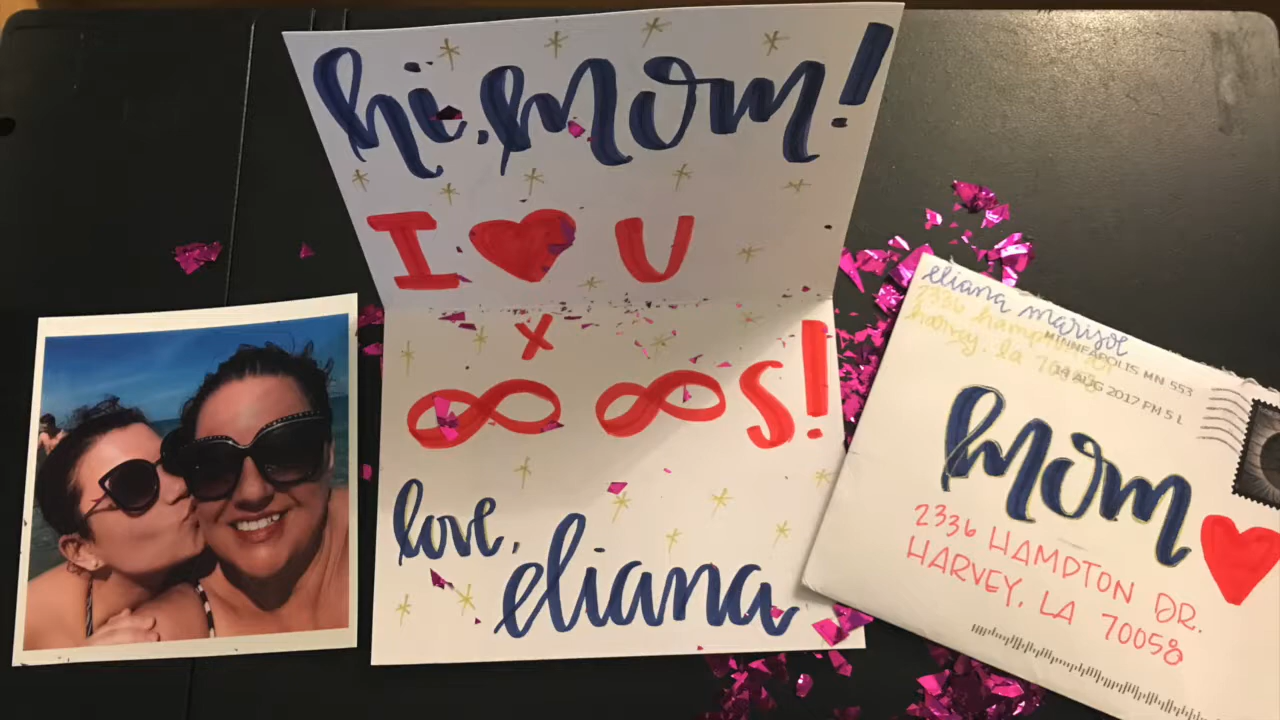 hi, mom!
I ♥ U
x
∞ ∞s!
love,
eliana
eliana marisol
2336 hampton
harvey, la 70058
MINNEAPOLIS MN 553
14 AUG 2017 PM 5 L
mom
2336 HAMPTON DR.
HARVEY, LA 70058